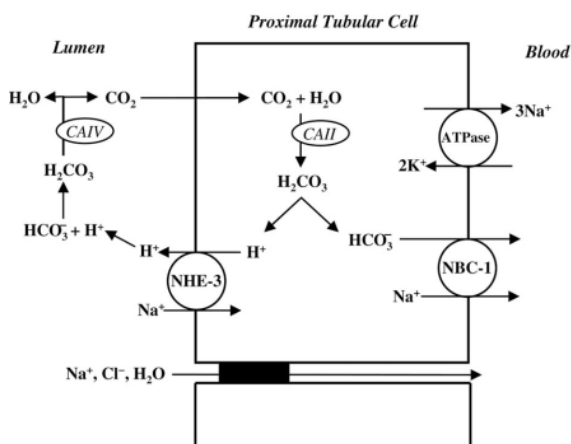 Proximal Tubular Cell
Lumen
Blood
H₂O
CO₂
CO₂ + H₂O
3Na⁺
CAIV
CAII
ATPase
H₂CO₃
2K⁺
H₂CO₃
HCO₃⁻ + H⁺
H⁺
H⁺
HCO₃⁻
NHE-3
NBC-1
Na⁺
Na⁺
Na⁺, Cl⁻, H₂O